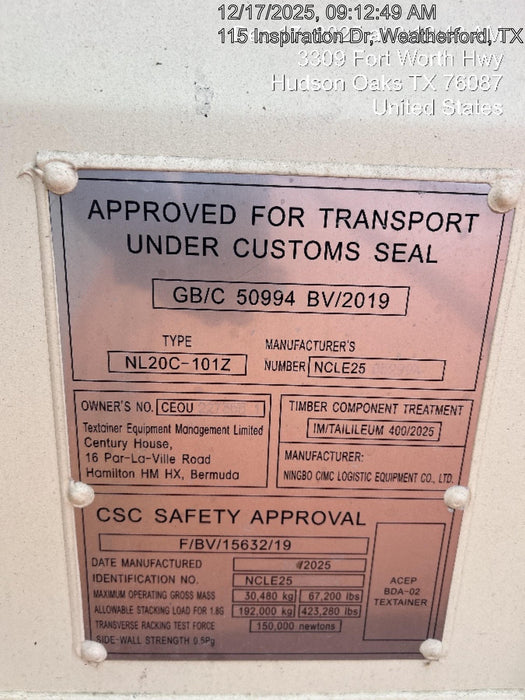 12/17/2025, 09:12:49 AM
115 Inspiration Dr, Weatherford, TX
3309 Fort Worth Hwy
Hudson Oaks TX 76087
United States
APPROVED FOR TRANSPORT
UNDER CUSTOMS SEAL
GB/C 50994 BV/2019
TYPE
NL20C-101Z
MANUFACTURER'S
NUMBER NCLE25
OWNER'S NO. CEOU
Textainer Equipment Management Limited
Century House,
16 Par-La-Ville Road
Hamilton HM HX, Bermuda
TIMBER COMPONENT TREATMENT
IM/TAILILEUM 400/2025
MANUFACTURER:
NINGBO CIMC LOGISTIC EQUIPMENT CO., LTD.
CSC SAFETY APPROVAL
F/BV/15632/19
DATE MANUFACTURED /2025
IDENTIFICATION NO. NCLE25
MAXIMUM OPERATING GROSS MASS 30,480 kg 67,200 lbs
ALLOWABLE STACKING LOAD FOR 1.8G 192,000 kg 423,280 lbs
TRANSVERSE RACKING TEST FORCE 150,000 newtons
SIDE-WALL STRENGTH 0.5Pg
ACEP
BDA-02
TEXTAINER